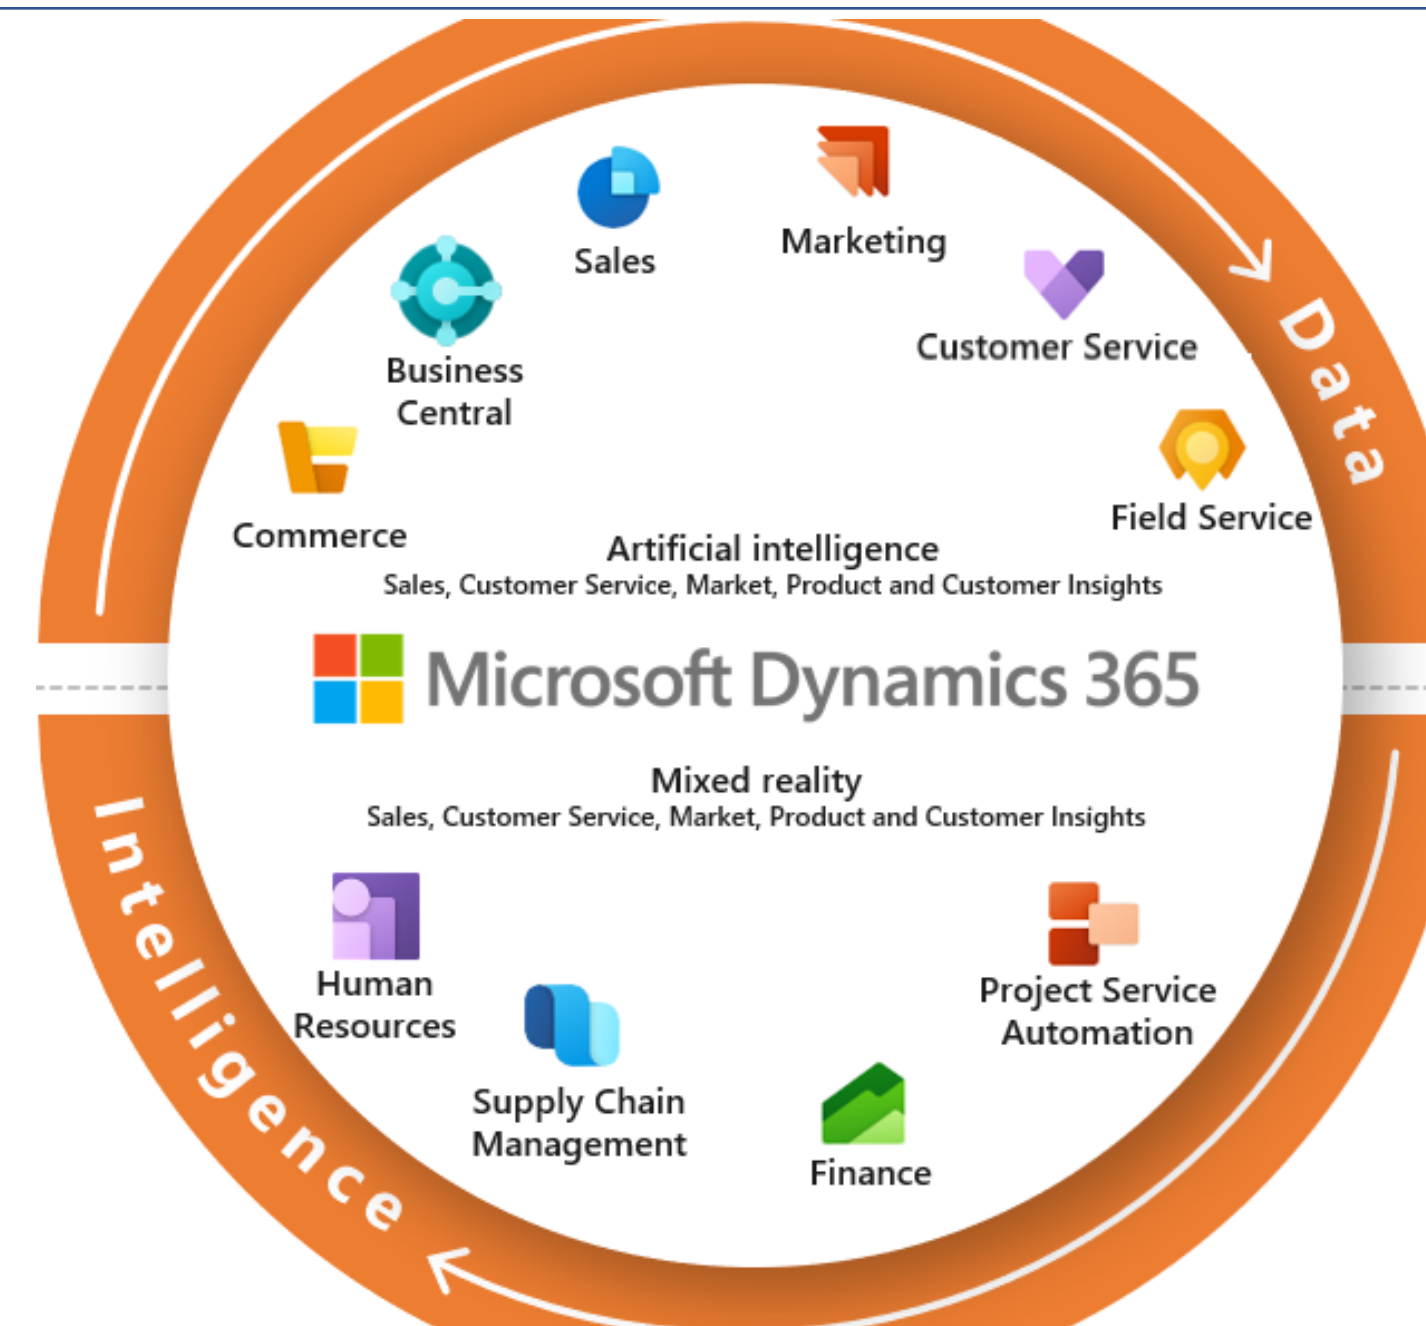 Sales
Marketing
Business
Central
Customer Service
Commerce
Field Service
Data
Artificial intelligence
Sales, Customer Service, Market, Product and Customer Insights
Microsoft Dynamics 365
Mixed reality
Sales, Customer Service, Market, Product and Customer Insights
Intelligence
Human
Resources
Project Service
Automation
Supply Chain
Management
Finance